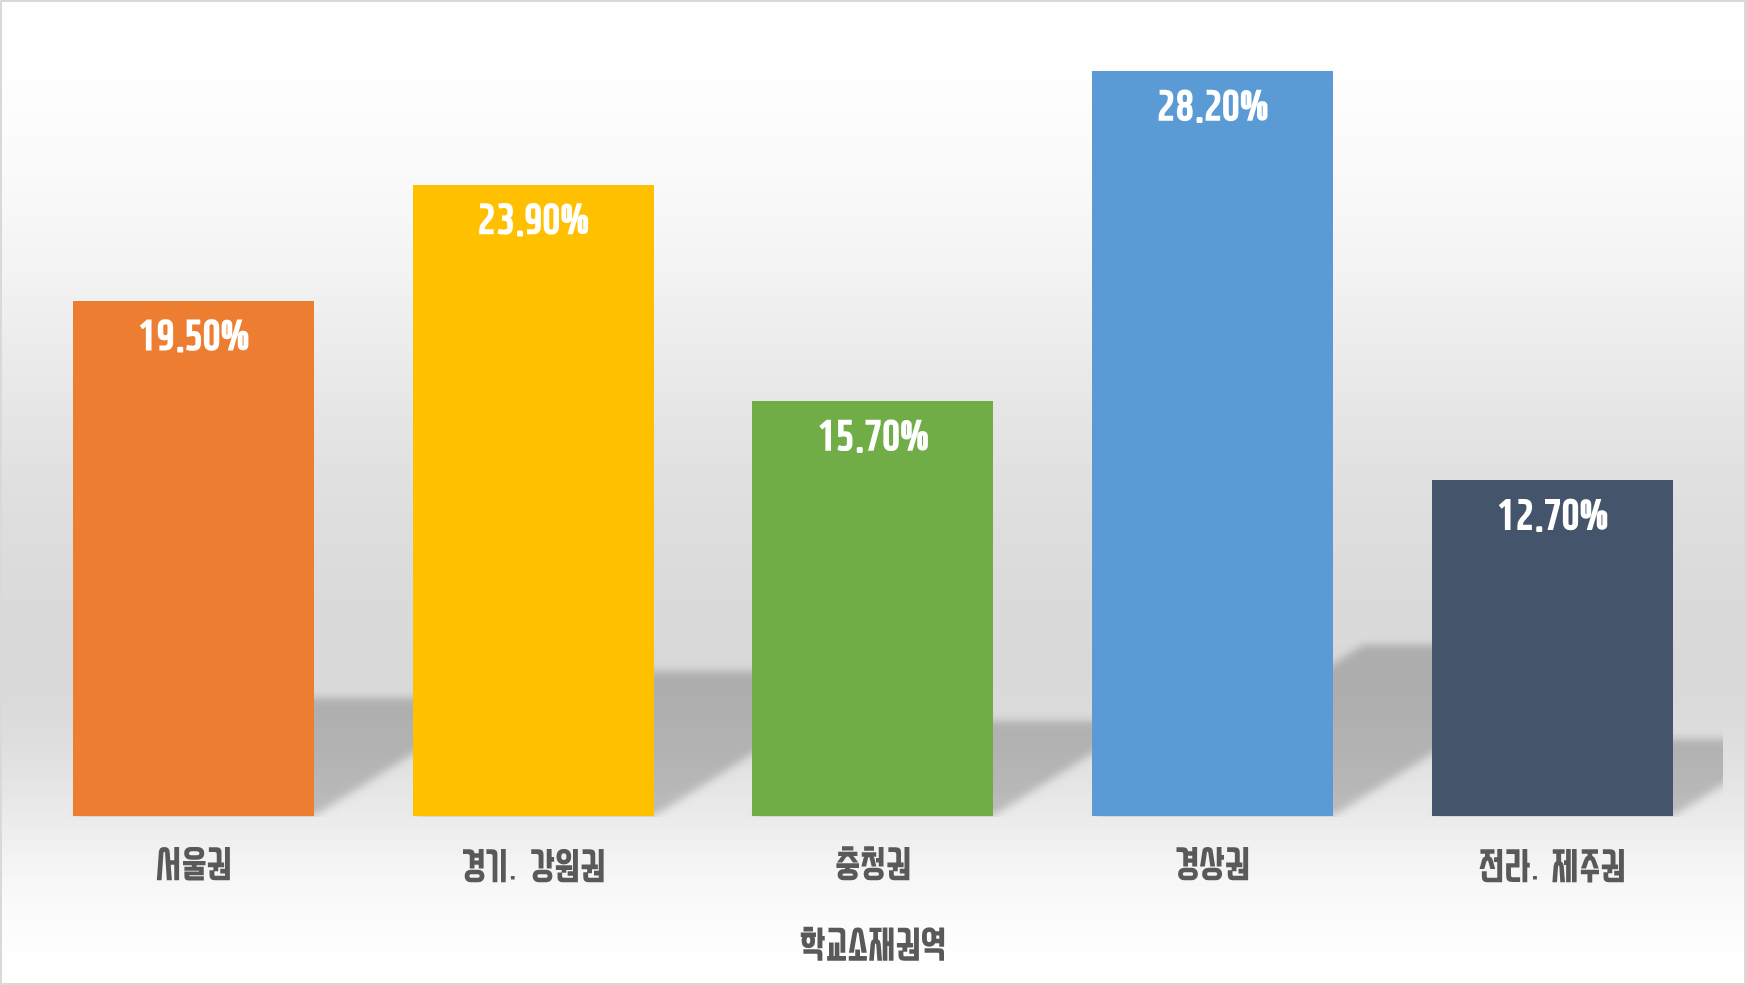 28.20%
23.90%
19.50%
15.70%
12.70%
서울권 경기. 강원권 충청권 경상권 전라. 제주권
학교소재권역